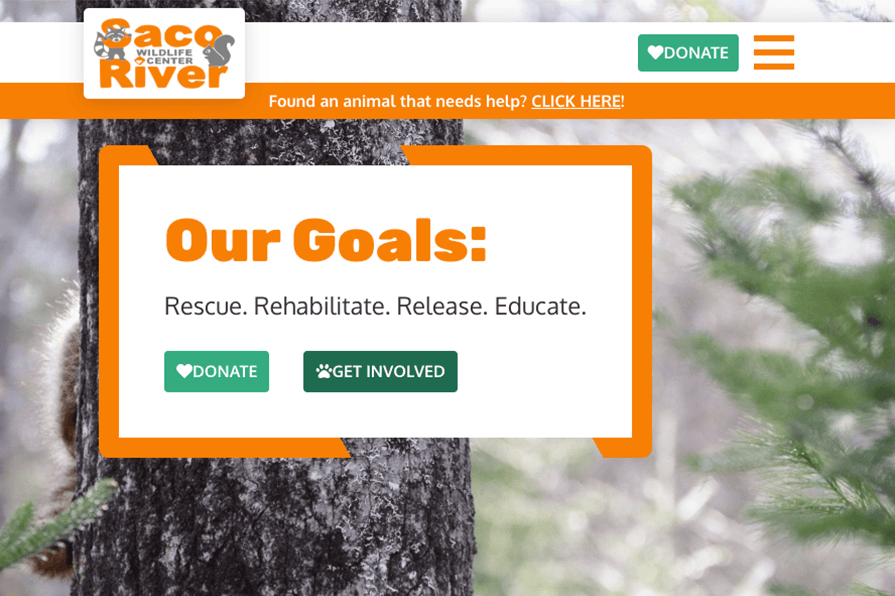 Saco
WILDLIFE
CENTER
River
DONATE
Found an animal that needs help? CLICK HERE!
Our Goals:
Rescue. Rehabilitate. Release. Educate.
DONATE
GET INVOLVED